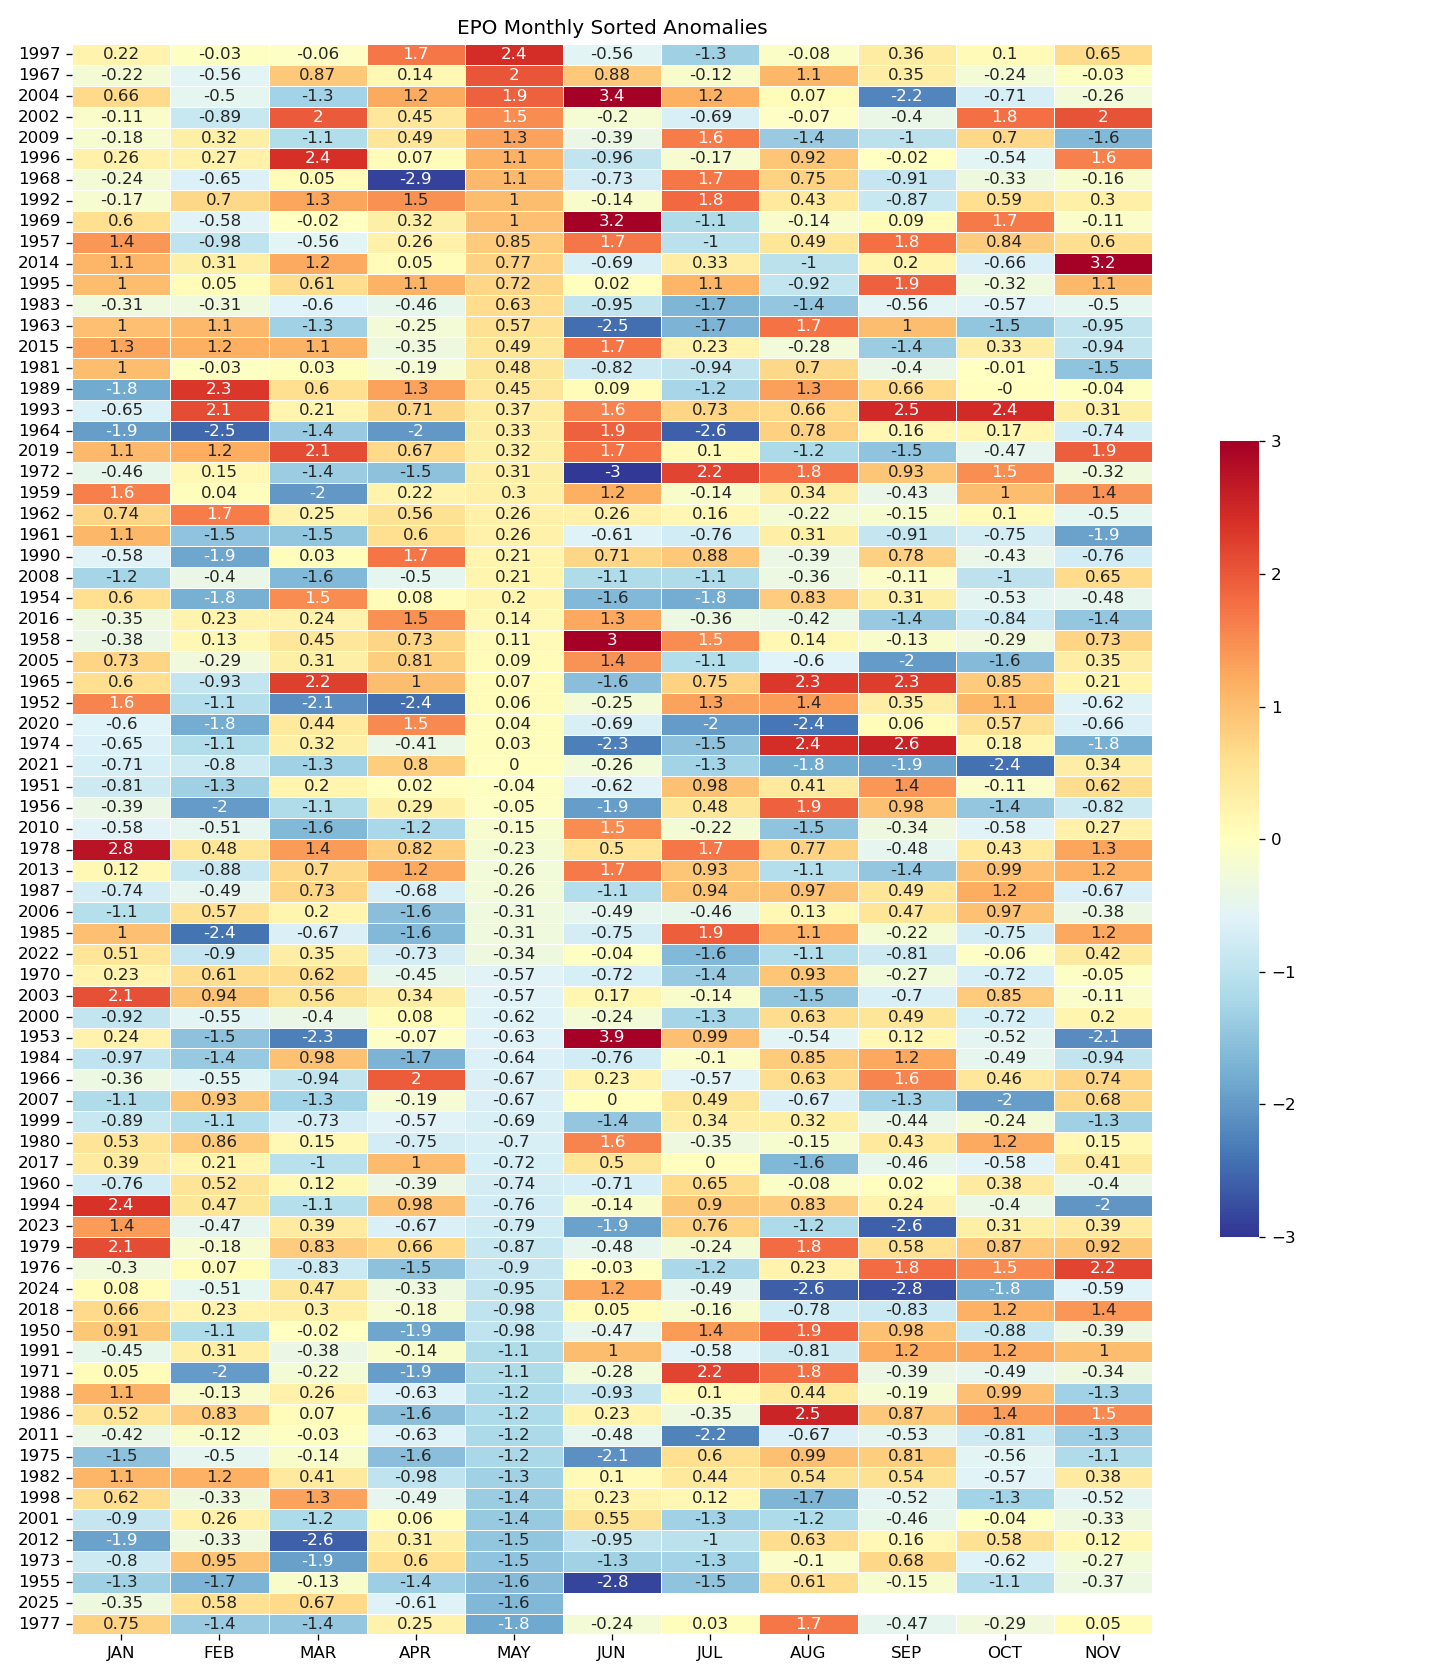 EPO Monthly Sorted Anomalies
1997 0.22 -0.03 -0.06 1.7 2.4 -0.56 -1.3 -0.08 0.36 0.1 0.65
1967 -0.22 -0.56 0.87 0.14 2 0.88 -0.12 1.1 0.35 -0.24 -0.03
2004 0.66 -0.5 -1.3 1.2 1.9 3.4 1.2 0.07 -2.2 -0.71 -0.26
2002 -0.11 -0.89 2 0.45 1.5 -0.2 -0.69 -0.07 -0.4 1.8 2
2009 -0.18 0.32 -1.1 0.49 1.3 -0.39 1.6 -1.4 -1 0.7 -1.6
1996 0.26 0.27 2.4 0.07 1.1 -0.96 -0.17 0.92 -0.02 -0.54 1.6
1968 -0.24 -0.65 0.05 -2.9 1.1 -0.73 1.7 0.75 -0.91 -0.33 -0.16
1992 -0.17 0.7 1.3 1.5 1 -0.14 1.8 0.43 -0.87 0.59 0.3
1969 0.6 -0.58 -0.02 0.32 1 3.2 -1.1 -0.14 0.09 1.7 -0.11
1957 1.4 -0.98 -0.56 0.26 0.85 1.7 -1 0.49 1.8 0.84 0.6
2014 1.1 0.31 1.2 0.05 0.77 -0.69 0.33 -1 0.2 -0.66 3.2
1995 1 0.05 0.61 1.1 0.72 0.02 1.1 -0.92 1.9 -0.32 1.1
1983 -0.31 -0.31 -0.6 -0.46 0.63 -0.95 -1.7 -1.4 -0.56 -0.57 -0.5
1963 1 1.1 -1.3 -0.25 0.57 -2.5 -1.7 1.7 1 -1.5 -0.95
2015 1.3 1.2 1.1 -0.35 0.49 1.7 0.23 -0.28 -1.4 0.33 -0.94
1981 1 -0.03 0.03 -0.19 0.48 -0.82 -0.94 0.7 -0.4 -0.01 -1.5
1989 -1.8 2.3 0.6 1.3 0.45 0.09 -1.2 1.3 0.66 -0 -0.04
1993 -0.65 2.1 0.21 0.71 0.37 1.6 0.73 0.66 2.5 2.4 0.31
1964 -1.9 -2.5 -1.4 -2 0.33 1.9 -2.6 0.78 0.16 0.17 -0.74
2019 1.1 1.2 2.1 0.67 0.32 1.7 0.1 -1.2 -1.5 -0.47 1.9
1972 -0.46 0.15 -1.4 -1.5 0.31 -3 2.2 1.8 0.93 1.5 -0.32
1959 1.6 0.04 -2 0.22 0.3 1.2 -0.14 0.34 -0.43 1 1.4
1962 0.74 1.7 0.25 0.56 0.26 0.26 0.16 -0.22 -0.15 0.1 -0.5
1961 1.1 -1.5 -1.5 0.6 0.26 -0.61 -0.76 0.31 -0.91 -0.75 -1.9
1990 -0.58 -1.9 0.03 1.7 0.21 0.71 0.88 -0.39 0.78 -0.43 -0.76
2008 -1.2 -0.4 -1.6 -0.5 0.21 -1.1 -1.1 -0.36 -0.11 -1 0.65
1954 0.6 -1.8 1.5 0.08 0.2 -1.6 -1.8 0.83 0.31 -0.53 -0.48
2016 -0.35 0.23 0.24 1.5 0.14 1.3 -0.36 -0.42 -1.4 -0.84 -1.4
1958 -0.38 0.13 0.45 0.73 0.11 3 1.5 0.14 -0.13 -0.29 0.73
2005 0.73 -0.29 0.31 0.81 0.09 1.4 -1.1 -0.6 -2 -1.6 0.35
1965 0.6 -0.93 2.2 1 0.07 -1.6 0.75 2.3 2.3 0.85 0.21
1952 1.6 -1.1 -2.1 -2.4 0.06 -0.25 1.3 1.4 0.35 1.1 -0.62
2020 -0.6 -1.8 0.44 1.5 0.04 -0.69 -2 -2.4 0.06 0.57 -0.66
1974 -0.65 -1.1 0.32 -0.41 0.03 -2.3 -1.5 2.4 2.6 0.18 -1.8
2021 -0.71 -0.8 -1.3 0.8 0 -0.26 -1.3 -1.8 -1.9 -2.4 0.34
1951 -0.81 -1.3 0.2 0.02 -0.04 -0.62 0.98 0.41 1.4 -0.11 0.62
1956 -0.39 -2 -1.1 0.29 -0.05 -1.9 0.48 1.9 0.98 -1.4 -0.82
2010 -0.58 -0.51 -1.6 -1.2 -0.15 1.5 -0.22 -1.5 -0.34 -0.58 0.27
1978 2.8 0.48 1.4 0.82 -0.23 0.5 1.7 0.77 -0.48 0.43 1.3
2013 0.12 -0.88 0.7 1.2 -0.26 1.7 0.93 -1.1 -1.4 0.99 1.2
1987 -0.74 -0.49 0.73 -0.68 -0.26 -1.1 0.94 0.97 0.49 1.2 -0.67
2006 -1.1 0.57 0.2 -1.6 -0.31 -0.49 -0.46 0.13 0.47 0.97 -0.38
1985 1 -2.4 -0.67 -1.6 -0.31 -0.75 1.9 1.1 -0.22 -0.75 1.2
2022 0.51 -0.9 0.35 -0.73 -0.34 -0.04 -1.6 -1.1 -0.81 -0.06 0.42
1970 0.23 0.61 0.62 -0.45 -0.57 -0.72 -1.4 0.93 -0.27 -0.72 -0.05
2003 2.1 0.94 0.56 0.34 -0.57 0.17 -0.14 -1.5 -0.7 0.85 -0.11
2000 -0.92 -0.55 -0.4 0.08 -0.62 -0.24 -1.3 0.63 0.49 -0.72 0.2
1953 0.24 -1.5 -2.3 -0.07 -0.63 3.9 0.99 -0.54 0.12 -0.52 -2.1
1984 -0.97 -1.4 0.98 -1.7 -0.64 -0.76 -0.1 0.85 1.2 -0.49 -0.94
1966 -0.36 -0.55 -0.94 2 -0.67 0.23 -0.57 0.63 1.6 0.46 0.74
2007 -1.1 0.93 -1.3 -0.19 -0.67 0 0.49 -0.67 -1.3 -2 0.68
1999 -0.89 -1.1 -0.73 -0.57 -0.69 -1.4 0.34 0.32 -0.44 -0.24 -1.3
1980 0.53 0.86 0.15 -0.75 -0.7 1.6 -0.35 -0.15 0.43 1.2 0.15
2017 0.39 0.21 -1 1 -0.72 0.5 0 -1.6 -0.46 -0.58 0.41
1960 -0.76 0.52 0.12 -0.39 -0.74 -0.71 0.65 -0.08 0.02 0.38 -0.4
1994 2.4 0.47 -1.1 0.98 -0.76 -0.14 0.9 0.83 0.24 -0.4 -2
2023 1.4 -0.47 0.39 -0.67 -0.79 -1.9 0.76 -1.2 -2.6 0.31 0.39
1979 2.1 -0.18 0.83 0.66 -0.87 -0.48 -0.24 1.8 0.58 0.87 0.92
1976 -0.3 0.07 -0.83 -1.5 -0.9 -0.03 -1.2 0.23 1.8 1.5 2.2
2024 0.08 -0.51 0.47 -0.33 -0.95 1.2 -0.49 -2.6 -2.8 -1.8 -0.59
2018 0.66 0.23 0.3 -0.18 -0.98 0.05 -0.16 -0.78 -0.83 1.2 1.4
1950 0.91 -1.1 -0.02 -1.9 -0.98 -0.47 1.4 1.9 0.98 -0.88 -0.39
1991 -0.45 0.31 -0.38 -0.14 -1.1 1 -0.58 -0.81 1.2 1.2 1
1971 0.05 -2 -0.22 -1.9 -1.1 -0.28 2.2 1.8 -0.39 -0.49 -0.34
1988 1.1 -0.13 0.26 -0.63 -1.2 -0.93 0.1 0.44 -0.19 0.99 -1.3
1986 0.52 0.83 0.07 -1.6 -1.2 0.23 -0.35 2.5 0.87 1.4 1.5
2011 -0.42 -0.12 -0.03 -0.63 -1.2 -0.48 -2.2 -0.67 -0.53 -0.81 -1.3
1975 -1.5 -0.5 -0.14 -1.6 -1.2 -2.1 0.6 0.99 0.81 -0.56 -1.1
1982 1.1 1.2 0.41 -0.98 -1.3 0.1 0.44 0.54 0.54 -0.57 0.38
1998 0.62 -0.33 1.3 -0.49 -1.4 0.23 0.12 -1.7 -0.52 -1.3 -0.52
2001 -0.9 0.26 -1.2 0.06 -1.4 0.55 -1.3 -1.2 -0.46 -0.04 -0.33
2012 -1.9 -0.33 -2.6 0.31 -1.5 -0.95 -1 0.63 0.16 0.58 0.12
1973 -0.8 0.95 -1.9 0.6 -1.5 -1.3 -1.3 -0.1 0.68 -0.62 -0.27
1955 -1.3 -1.7 -0.13 -1.4 -1.6 -2.8 -1.5 0.61 -0.15 -1.1 -0.37
2025 -0.35 0.58 0.67 -0.61 -1.6
1977 0.75 -1.4 -1.4 0.25 -1.8 -0.24 0.03 1.7 -0.47 -0.29 0.05
JAN FEB MAR APR MAY JUN JUL AUG SEP OCT NOV
3
2
1
0
−1
−2
−3